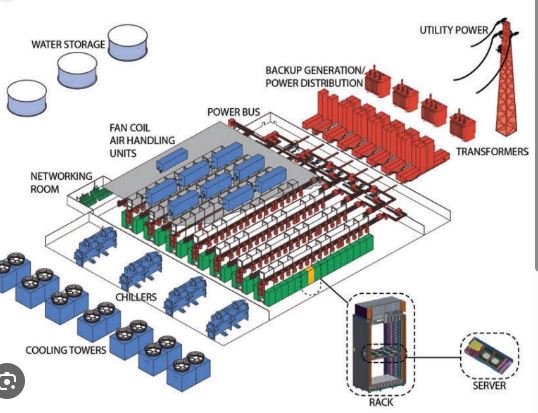 WATER STORAGE
UTILITY POWER
BACKUP GENERATION/
POWER DISTRIBUTION
POWER BUS
FAN COIL
AIR HANDLING
UNITS
TRANSFORMERS
NETWORKING
ROOM
CHILLERS
COOLING TOWERS
RACK
SERVER